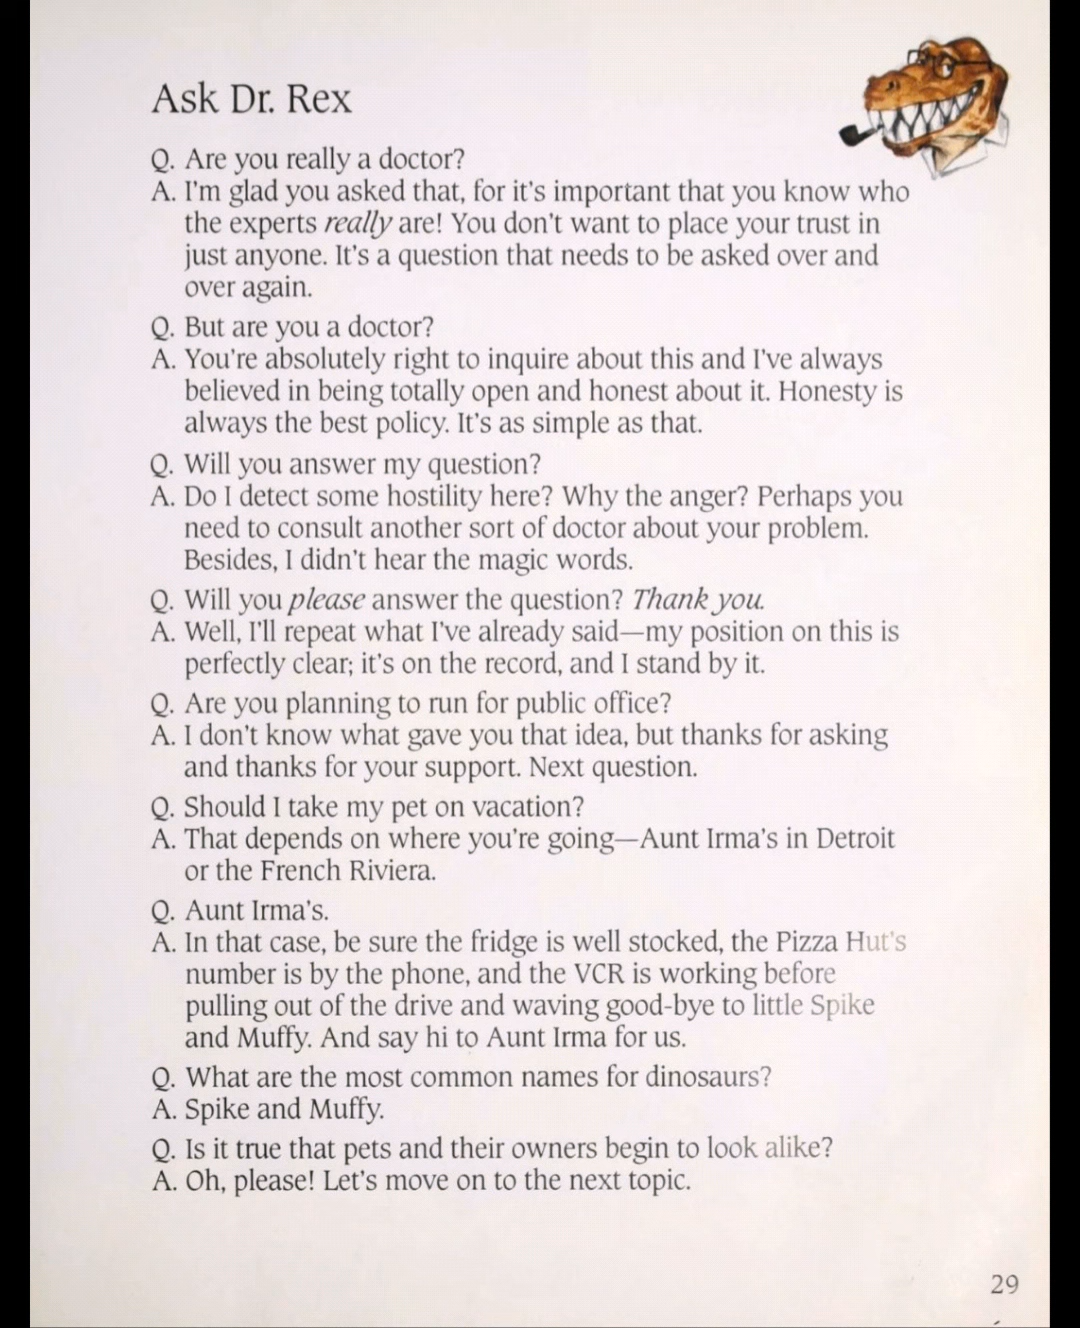 Ask Dr. Rex
Q. Are you really a doctor?
A. I'm glad you asked that, for it's important that you know who
the experts really are! You don't want to place your trust in
just anyone. It's a question that needs to be asked over and
over again.
Q. But are you a doctor?
A. You're absolutely right to inquire about this and I've always
believed in being totally open and honest about it. Honesty is
always the best policy. It's as simple as that.
Q. Will you answer my question?
A. Do I detect some hostility here? Why the anger? Perhaps you
need to consult another sort of doctor about your problem.
Besides, I didn't hear the magic words.
Q. Will you please answer the question? Thank you.
A. Well, I'll repeat what I've already said—my position on this is
perfectly clear; it's on the record, and I stand by it.
Q. Are you planning to run for public office?
A. I don't know what gave you that idea, but thanks for asking
and thanks for your support. Next question.
Q. Should I take my pet on vacation?
A. That depends on where you're going—Aunt Irma's in Detroit
or the French Riviera.
Q. Aunt Irma's.
A. In that case, be sure the fridge is well stocked, the Pizza Hut's
number is by the phone, and the VCR is working before
pulling out of the drive and waving good-bye to little Spike
and Muffy. And say hi to Aunt Irma for us.
Q. What are the most common names for dinosaurs?
A. Spike and Muffy.
Q. Is it true that pets and their owners begin to look alike?
A. Oh, please! Let's move on to the next topic.
29